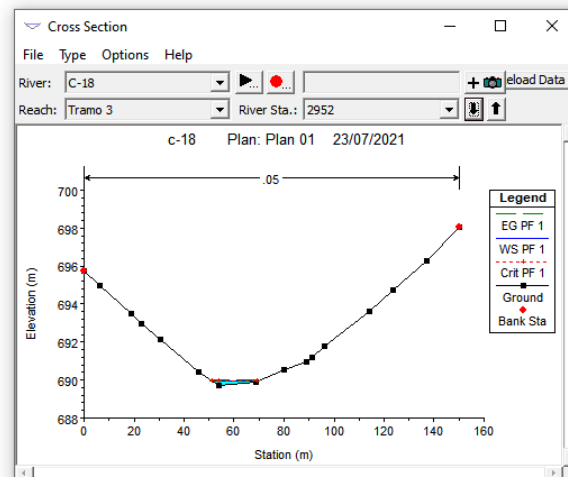 Cross Section
File Type Options Help
River: C-18 + eload Data
Reach: Tramo 3 River Sta.: 2952
c-18 Plan: Plan 01 23/07/2021
.05
700
698
696
694
692
690
688
Elevation (m)
0 20 40 60 80 100 120 140 160
Station (m)
Legend
EG PF 1
WS PF 1
Crit PF 1
Ground
Bank Sta